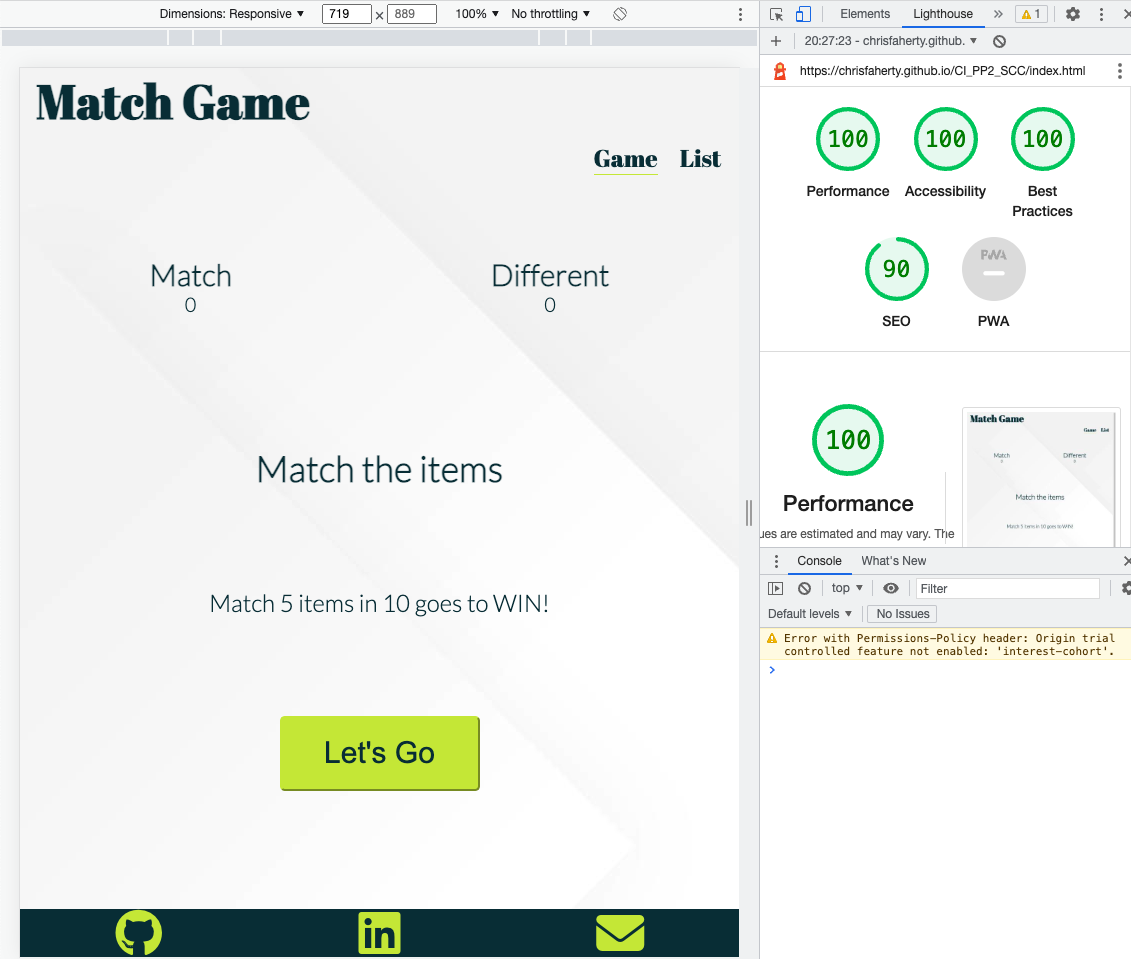 Dimensions: Responsive ▼ 719 × 889 100% ▼ No throttling ▼
Match Game
Game List
Match Different
0 0
Match the items
Match 5 items in 10 goes to WIN!
Let's Go
in
Elements Lighthouse » 1
+ 20:27:23 - chrisfaherty.github. ▼
https://chrisfaherty.github.io/CI_PP2_SCC/index.html
100 100 100
Performance Accessibility Best
Practices
90 PWA
SEO PWA
100
Performance
ues are estimated and may vary. The
Match Game
Game List
Match Different
0 0
Match the items
Match 5 items in 10 goes to WIN!
Console What's New
top ▼ Filter
Default levels ▼ No Issues
Error with Permissions-Policy header: Origin trial
controlled feature not enabled: 'interest-cohort'.